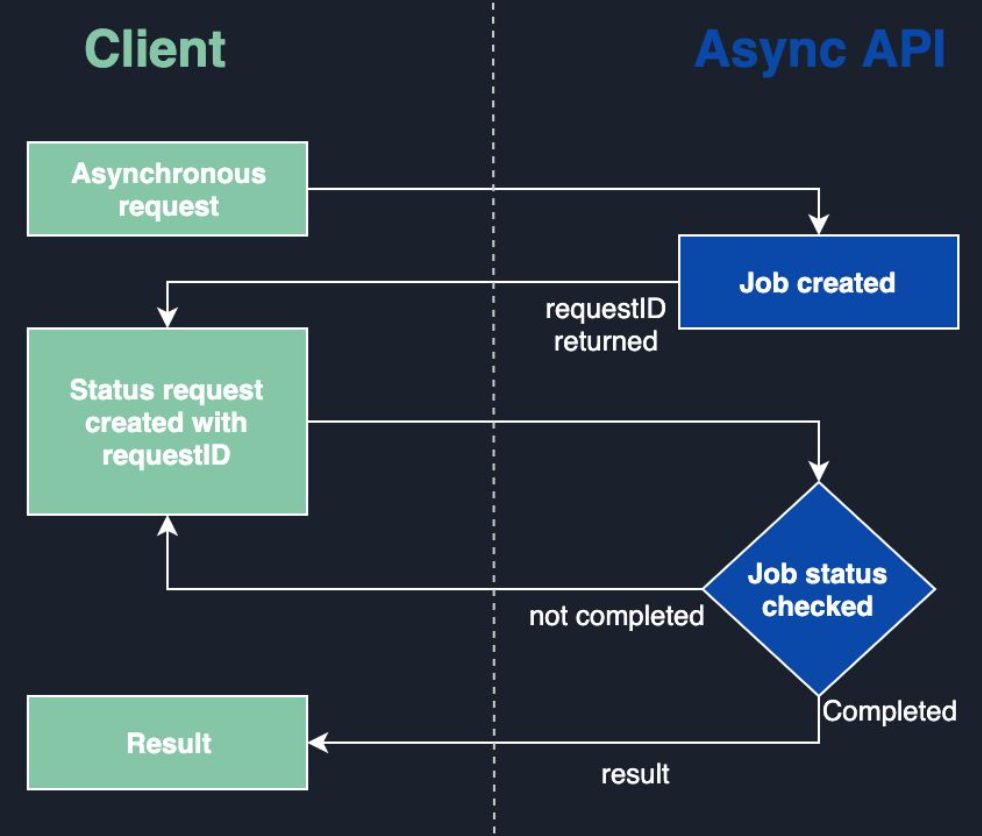 Client
Async API
Asynchronous
request
Job created
requestID
returned
Status request
created with
requestID
Job status
checked
not completed
Completed
Result
result